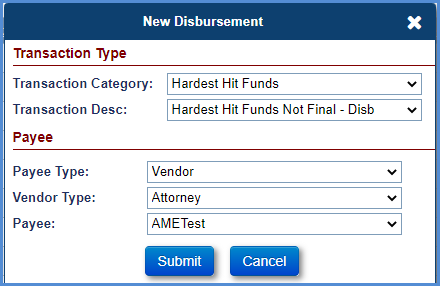 New Disbursement
Transaction Type
Transaction Category: Hardest Hit Funds
Transaction Desc: Hardest Hit Funds Not Final - Disb
Payee
Payee Type: Vendor
Vendor Type: Attorney
Payee: AMETest
Submit Cancel